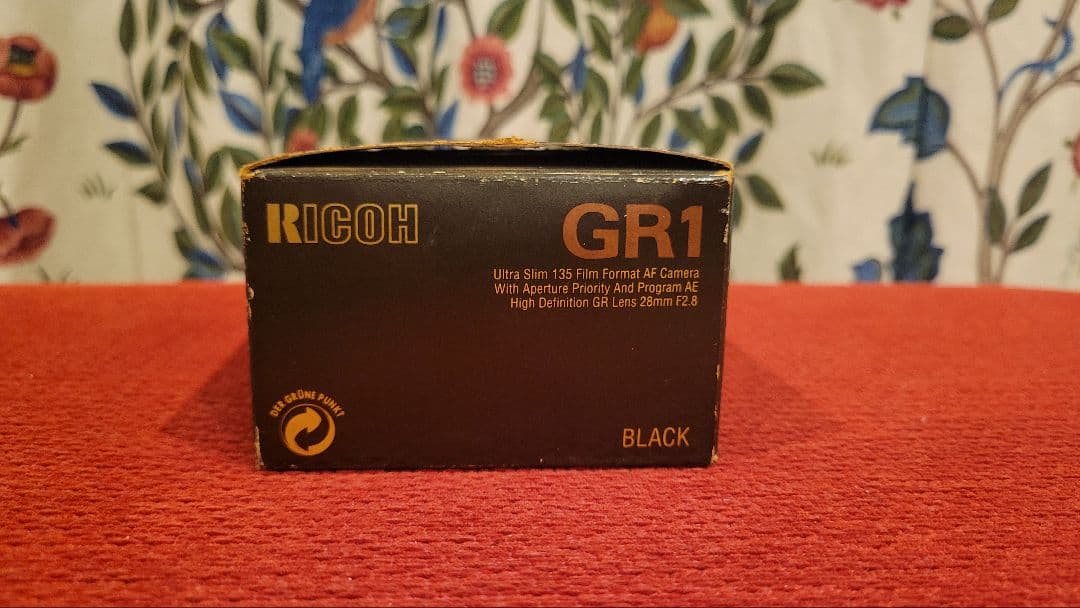 RICOH
GR1
Ultra Slim 135 Film Format AF Camera
With Aperture Priority And Program AE
High Definition GR Lens 28mm F2.8
DER GRÜNE PUNKT
BLACK